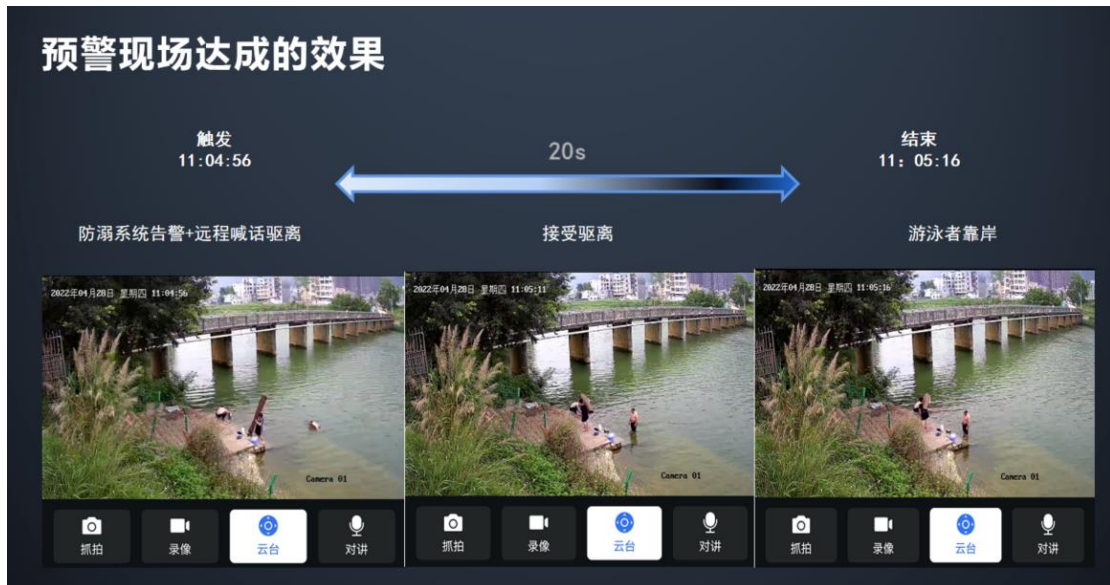 预警现场达成的效果
触发
11:04:56
20s
结束
11：05:16
防溺系统告警+远程喊话驱离
接受驱离
游泳者靠岸
2022年04月28日 星期四 11:04:56
2022年04月28日 星期四 11:05:11
2022年04月28日 星期四 11:05:16
Camera 01
Camera 01
Camera 01
抓拍
录像
云台
对讲
抓拍
录像
云台
对讲
抓拍
录像
云台
对讲